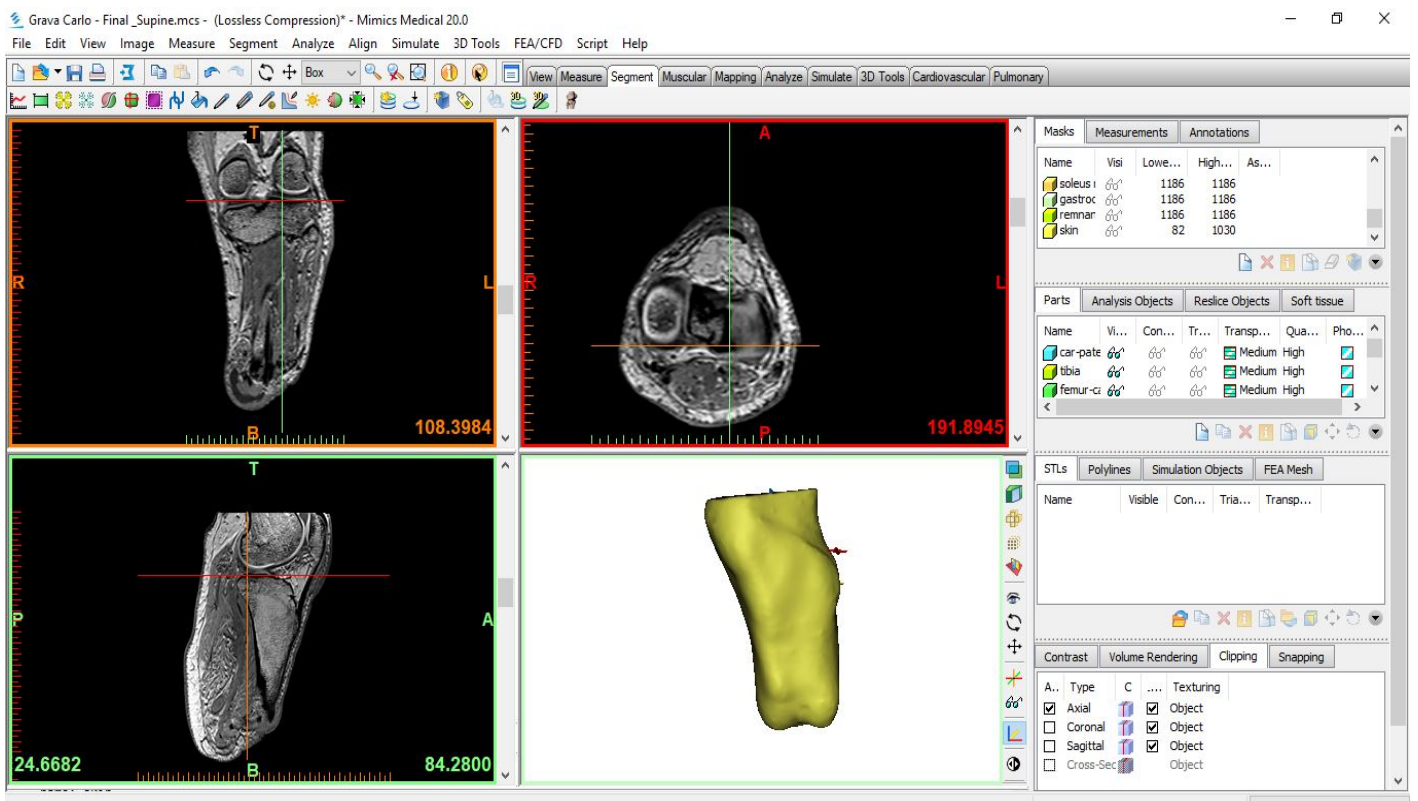 Grava Carlo - Final _Supine.mcs - (Lossless Compression)* - Mimics Medical 20.0
File Edit View Image Measure Segment Analyze Align Simulate 3D Tools FEA/CFD Script Help
Box
View Measure Segment Muscular Mapping Analyze Simulate 3D Tools Cardiovascular Pulmonary
T
R
L
B
108.3984
A
R
L
P
191.8945
T
P
A
B
24.6682
84.2800
Masks Measurements Annotations
Name Visi Lowe... High... As...
soleus 1186 1186
gastroc 1186 1186
remnar 1186 1186
skin 82 1030
Parts Analysis Objects Reslice Objects Soft tissue
Name Vi... Con... Tr... Transp... Qua... Pho...
car-pate Medium High
tibia Medium High
femur-ca Medium High
STLs Polylines Simulation Objects FEA Mesh
Name Visible Con... Tria... Transp...
Contrast Volume Rendering Clipping Snapping
A.. Type C .... Texturing
Axial Object
Coronal Object
Sagittal Object
Cross-Sec Object